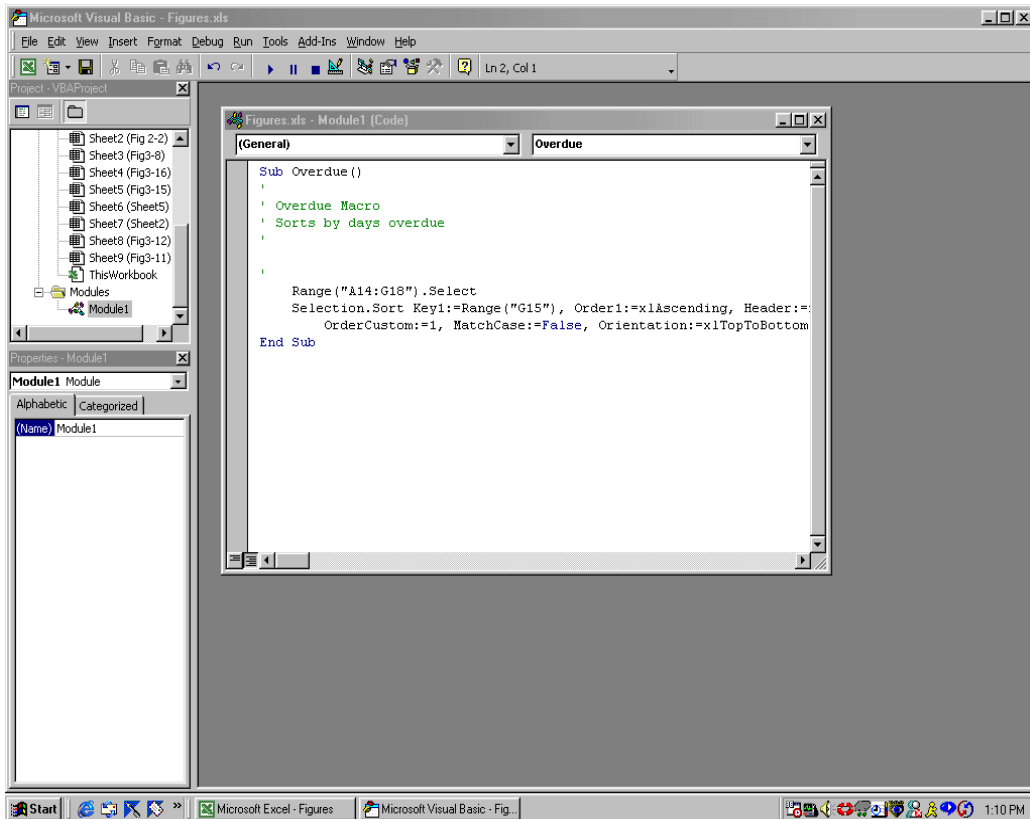 Microsoft Visual Basic - Figures.xls
File Edit View Insert Format Debug Run Tools Add-Ins Window Help
Ln 2, Col 1
Project - VBAProject
Sheet2 (Fig 2-2)
Sheet3 (Fig3-8)
Sheet4 (Fig3-16)
Sheet5 (Fig3-15)
Sheet6 (Sheet5)
Sheet7 (Sheet2)
Sheet8 (Fig3-12)
Sheet9 (Fig3-11)
ThisWorkbook
Modules
Module1
Properties - Module1
Module1 Module
Alphabetic Categorized
(Name) Module1
Figures.xls - Module1 (Code)
(General) Overdue
Sub Overdue()
'
' Overdue Macro
' Sorts by days overdue
'
'
Range("A14:G18").Select
Selection.Sort Key1:=Range("G15"), Order1:=xlAscending, Header:=
OrderCustom:=1, MatchCase:=False, Orientation:=xlTopToBottom
End Sub
Start » Microsoft Excel - Figures Microsoft Visual Basic - Fig... 1:10 PM